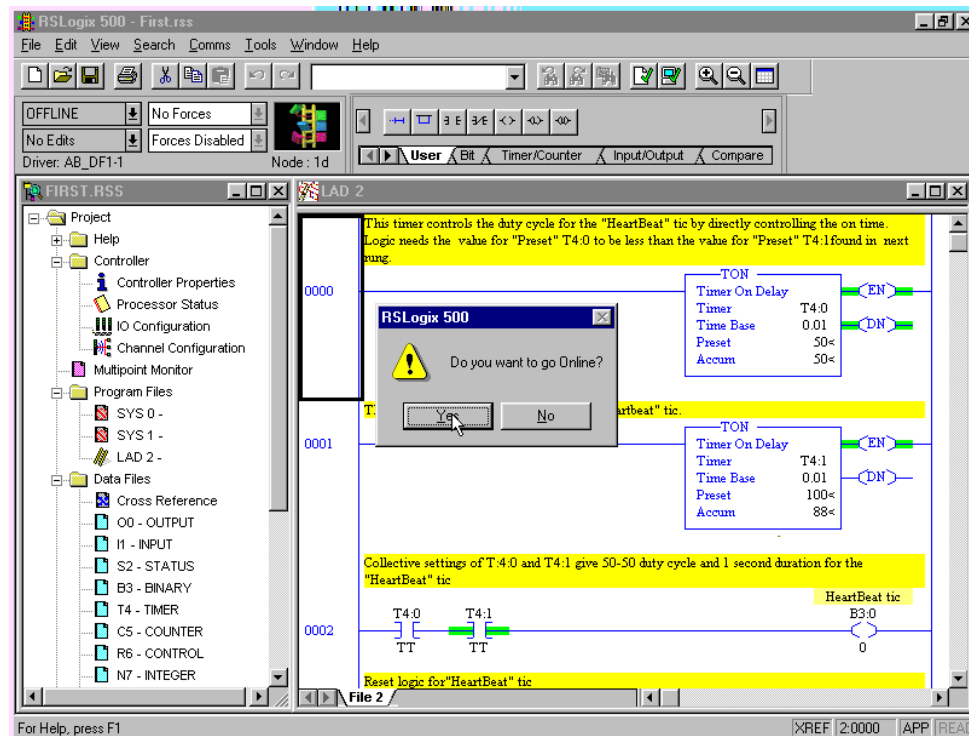 RSLogix 500 - First.rss
File Edit View Search Comms Tools Window Help
OFFLINE
No Forces
No Edits
Forces Disabled
Driver: AB_DF1-1
Node : 1d
User Bit Timer/Counter Input/Output Compare
FIRST.RSS
Project
Help
Controller
Controller Properties
Processor Status
IO Configuration
Channel Configuration
Multipoint Monitor
Program Files
SYS 0 -
SYS 1 -
LAD 2 -
Data Files
Cross Reference
O0 - OUTPUT
I1 - INPUT
S2 - STATUS
B3 - BINARY
T4 - TIMER
C5 - COUNTER
R6 - CONTROL
N7 - INTEGER
LAD 2
This timer controls the duty cycle for the "HeartBeat" tic by directly controlling the on time.
Logic needs the value for "Preset" T4:0 to be less than the value for "Preset" T4:1found in next
rung.
0000
TON
Timer On Delay
Timer T4:0
Time Base 0.01
Preset 50<
Accum 50<
EN
DN
RSLogix 500
Do you want to go Online?
Yes
No
artbeat" tic.
0001
TON
Timer On Delay
Timer T4:1
Time Base 0.01
Preset 100<
Accum 88<
EN
DN
Collective settings of T:4:0 and T4:1 give 50-50 duty cycle and 1 second duration for the
"HeartBeat" tic
HeartBeat tic
0002
T4:0 T4:1 B3:0
TT TT 0
Reset logic for"HeartBeat" tic
File 2
For Help, press F1
XREF 2:0000 APP READ